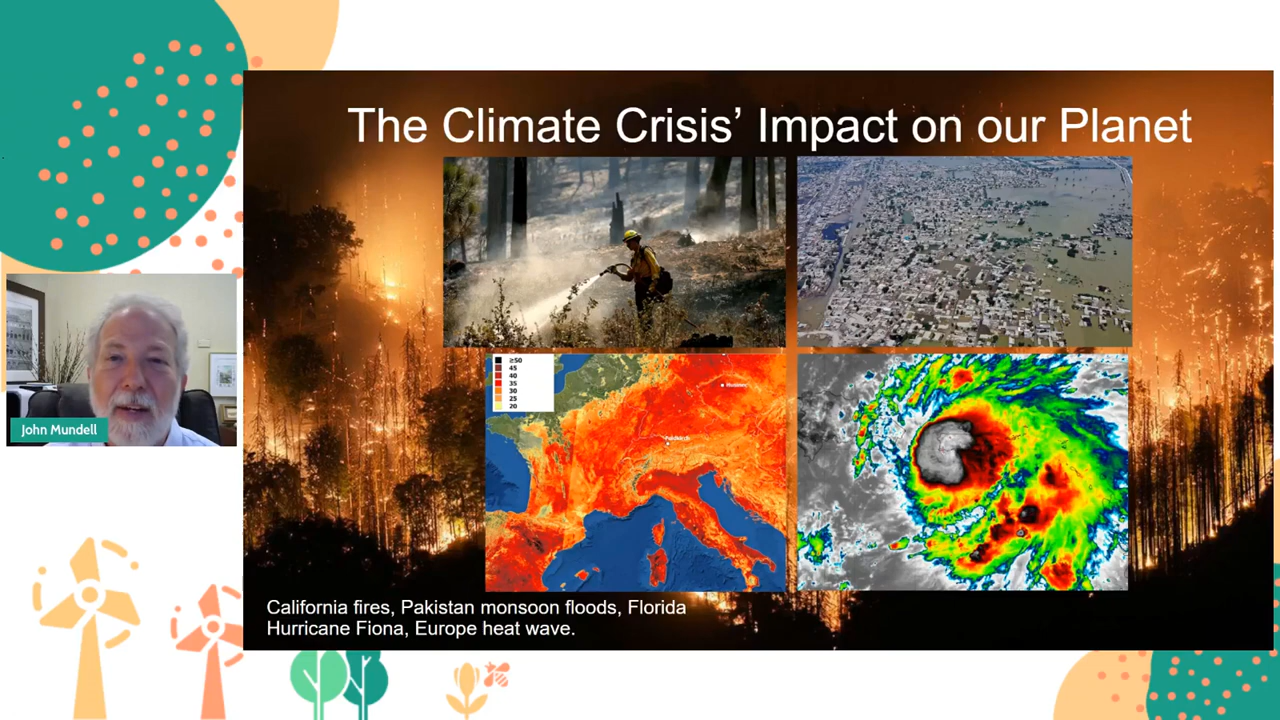 The Climate Crisis’ Impact on our Planet
John Mundell
≥50
45
40
35
30
25
20
California fires, Pakistan monsoon floods, Florida
Hurricane Fiona, Europe heat wave.